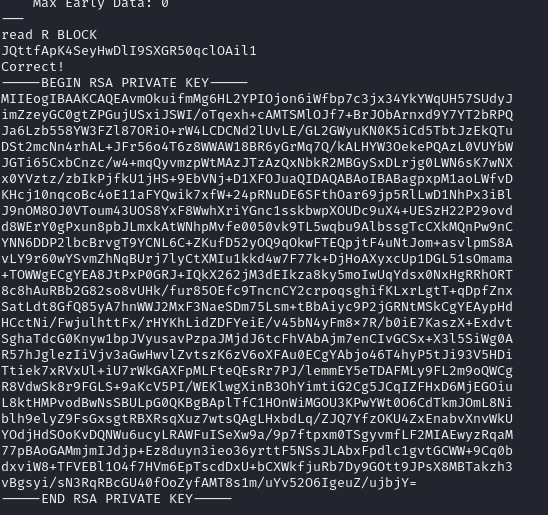 Max Early Data: 0
---
read R BLOCK
JQttfApK4SeyHwDlI9SXGR50qclOAil1
Correct!
-----BEGIN RSA PRIVATE KEY-----
MIIEogIBAAKCAQEAvmOkuifmMg6HL2YPIOjon6iWfbp7c3jx34YkYWqUH57SUdyJ
imZzeyGC0gtZPGujUSxiJSWI/oTqexh+cAMTSMlOJf7+BrJObArnxd9Y7YT2bRPQ
Ja6Lzb558YW3FZl87ORiO+rW4LCDCNd2lUvLE/GL2GWyuKN0K5iCd5TbtJzEkQTu
DSt2mcNn4rhAL+JFr56o4T6z8WWAW18BR6yGrMq7Q/kALHYW3OekePQAzL0VUYbW
JGTi65CxbCnzc/w4+mqQyvmzpWtMAzJTzAzQxNbkR2MBGySxDLrjg0LWN6sK7wNX
x0YVztz/zbIkPjfkU1jHS+9EbVNj+D1XFOJuaQIDAQABAoIBABagpxpM1aoLWfvD
KHcj10nqcoBc4oE11aFYQwik7xfW+24pRNuDE6SFthOar69jp5RlLwD1NhPx3iBl
J9nOM8OJ0VToum43UOS8YxF8WwhXriYGnc1sskbwpXOUDc9uX4+UESzH22P29ovd
d8WErY0gPxun8pbJLmxkAtWNhpMvfe0050vk9TL5wqbu9AlbssgTcCXkMQnPw9nC
YNN6DDP2lbcBrvgT9YCNL6C+ZKufD52yOQ9qOkwFTEQpjtF4uNtJom+asvlpmS8A
vLY9r60wYSvmZhNqBUrj7lyCtXMIu1kkd4w7F77k+DjHoAXyxcUp1DGL51sOmama
+TOWWgECgYEA8JtPxP0GRJ+IQkX262jM3dEIkza8ky5moIwUqYdsx0NxHgRRhORT
8c8hAuRBb2G82so8vUHk/fur85OEfc9TncnCY2crpoqsghifKLxrLgtT+qDpfZnx
SatLdt8GfQ85yA7hnWWJ2MxF3NaeSDm75Lsm+tBbAiyc9P2jGRNtMSkCgYEAypHd
HCctNi/FwjulhttFx/rHYKhLidZDFYeiE/v45bN4yFm8×7R/b0iE7KaszX+Exdvt
SghaTdcG0Knyw1bpJVyusavPzpaJMjdJ6tcFhVAbAjm7enCIvGCSx+X3l5SiWg0A
R57hJglezIiVjv3aGwHwvlZvtszK6zV6oXFAu0ECgYAbjo46T4hyP5tJi93V5HDi
Ttiek7xRVxUl+iU7rWkGAXFpMLFteQEsRr7PJ/lemmEY5eTDAFMLy9FL2m9oQWCg
R8VdwSk8r9FGLS+9aKcV5PI/WEKlwgXinB3OhYimtiG2Cg5JCqIZFHxD6MjEGOiu
L8ktHMPvodBwNsSBULpG0QKBgBAplTfC1HOnWiMGOU3KPwYWt0O6CdTkmJOmL8Ni
blh9elyZ9FsGxsgtRBXRsqXuz7wtsQAgLHxbdLq/ZJQ7YfzOKU4ZxEnabvXnvWkU
YOdjHdSOoKvDQNWu6ucyLRAWFuISeXw9a/9p7ftpxm0TSgyvmfLF2MIAEwyzRqaM
77pBAoGAMmjmIJdjp+Ez8duyn3ieo36yrttF5NSsJLAbxFpdlc1gvtGCWW+9Cq0b
dxviW8+TFVEBl1O4f7HVm6EpTscdDxU+bCXWkfjuRb7Dy9GOtt9JPsX8MBTakzh3
vBgsyi/sN3RqRBcGU40fOoZyfAMT8s1m/uYv52O6IgeuZ/ujbjY=
-----END RSA PRIVATE KEY-----